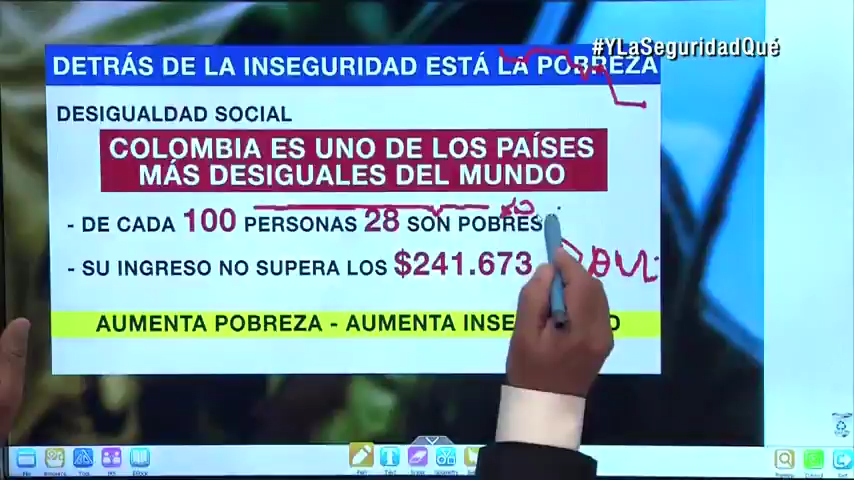 #YLaSeguridadQué
DETRÁS DE LA INSEGURIDAD ESTÁ LA POBREZA
DESIGUALDAD SOCIAL
COLOMBIA ES UNO DE LOS PAÍSES
MÁS DESIGUALES DEL MUNDO
- DE CADA 100 PERSONAS 28 SON POBRES
- SU INGRESO NO SUPERA LOS $241.673
AUMENTA POBREZA - AUMENTA